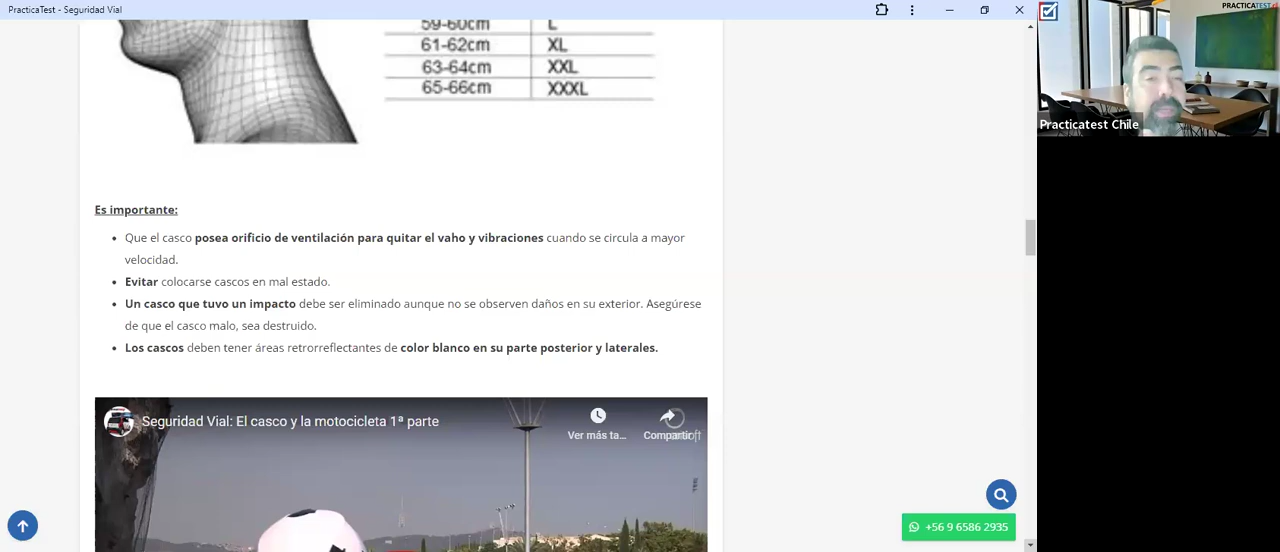 PracticaTest - Seguridad Vial
PRACTICATEST.cl
59-60cm L
61-62cm XL
63-64cm XXL
65-66cm XXXL
Practicatest Chile
Es importante:
• Que el casco posea orificio de ventilación para quitar el vaho y vibraciones cuando se circula a mayor
velocidad.
• Evitar colocarse cascos en mal estado.
• Un casco que tuvo un impacto debe ser eliminado aunque no se observen daños en su exterior. Asegúrese
de que el casco malo, sea destruido.
• Los cascos deben tener áreas retrorreflectantes de color blanco en su parte posterior y laterales.
Seguridad Vial: El casco y la motocicleta 1ª parte
Ver más ta...
Compartir
+56 9 6586 2935